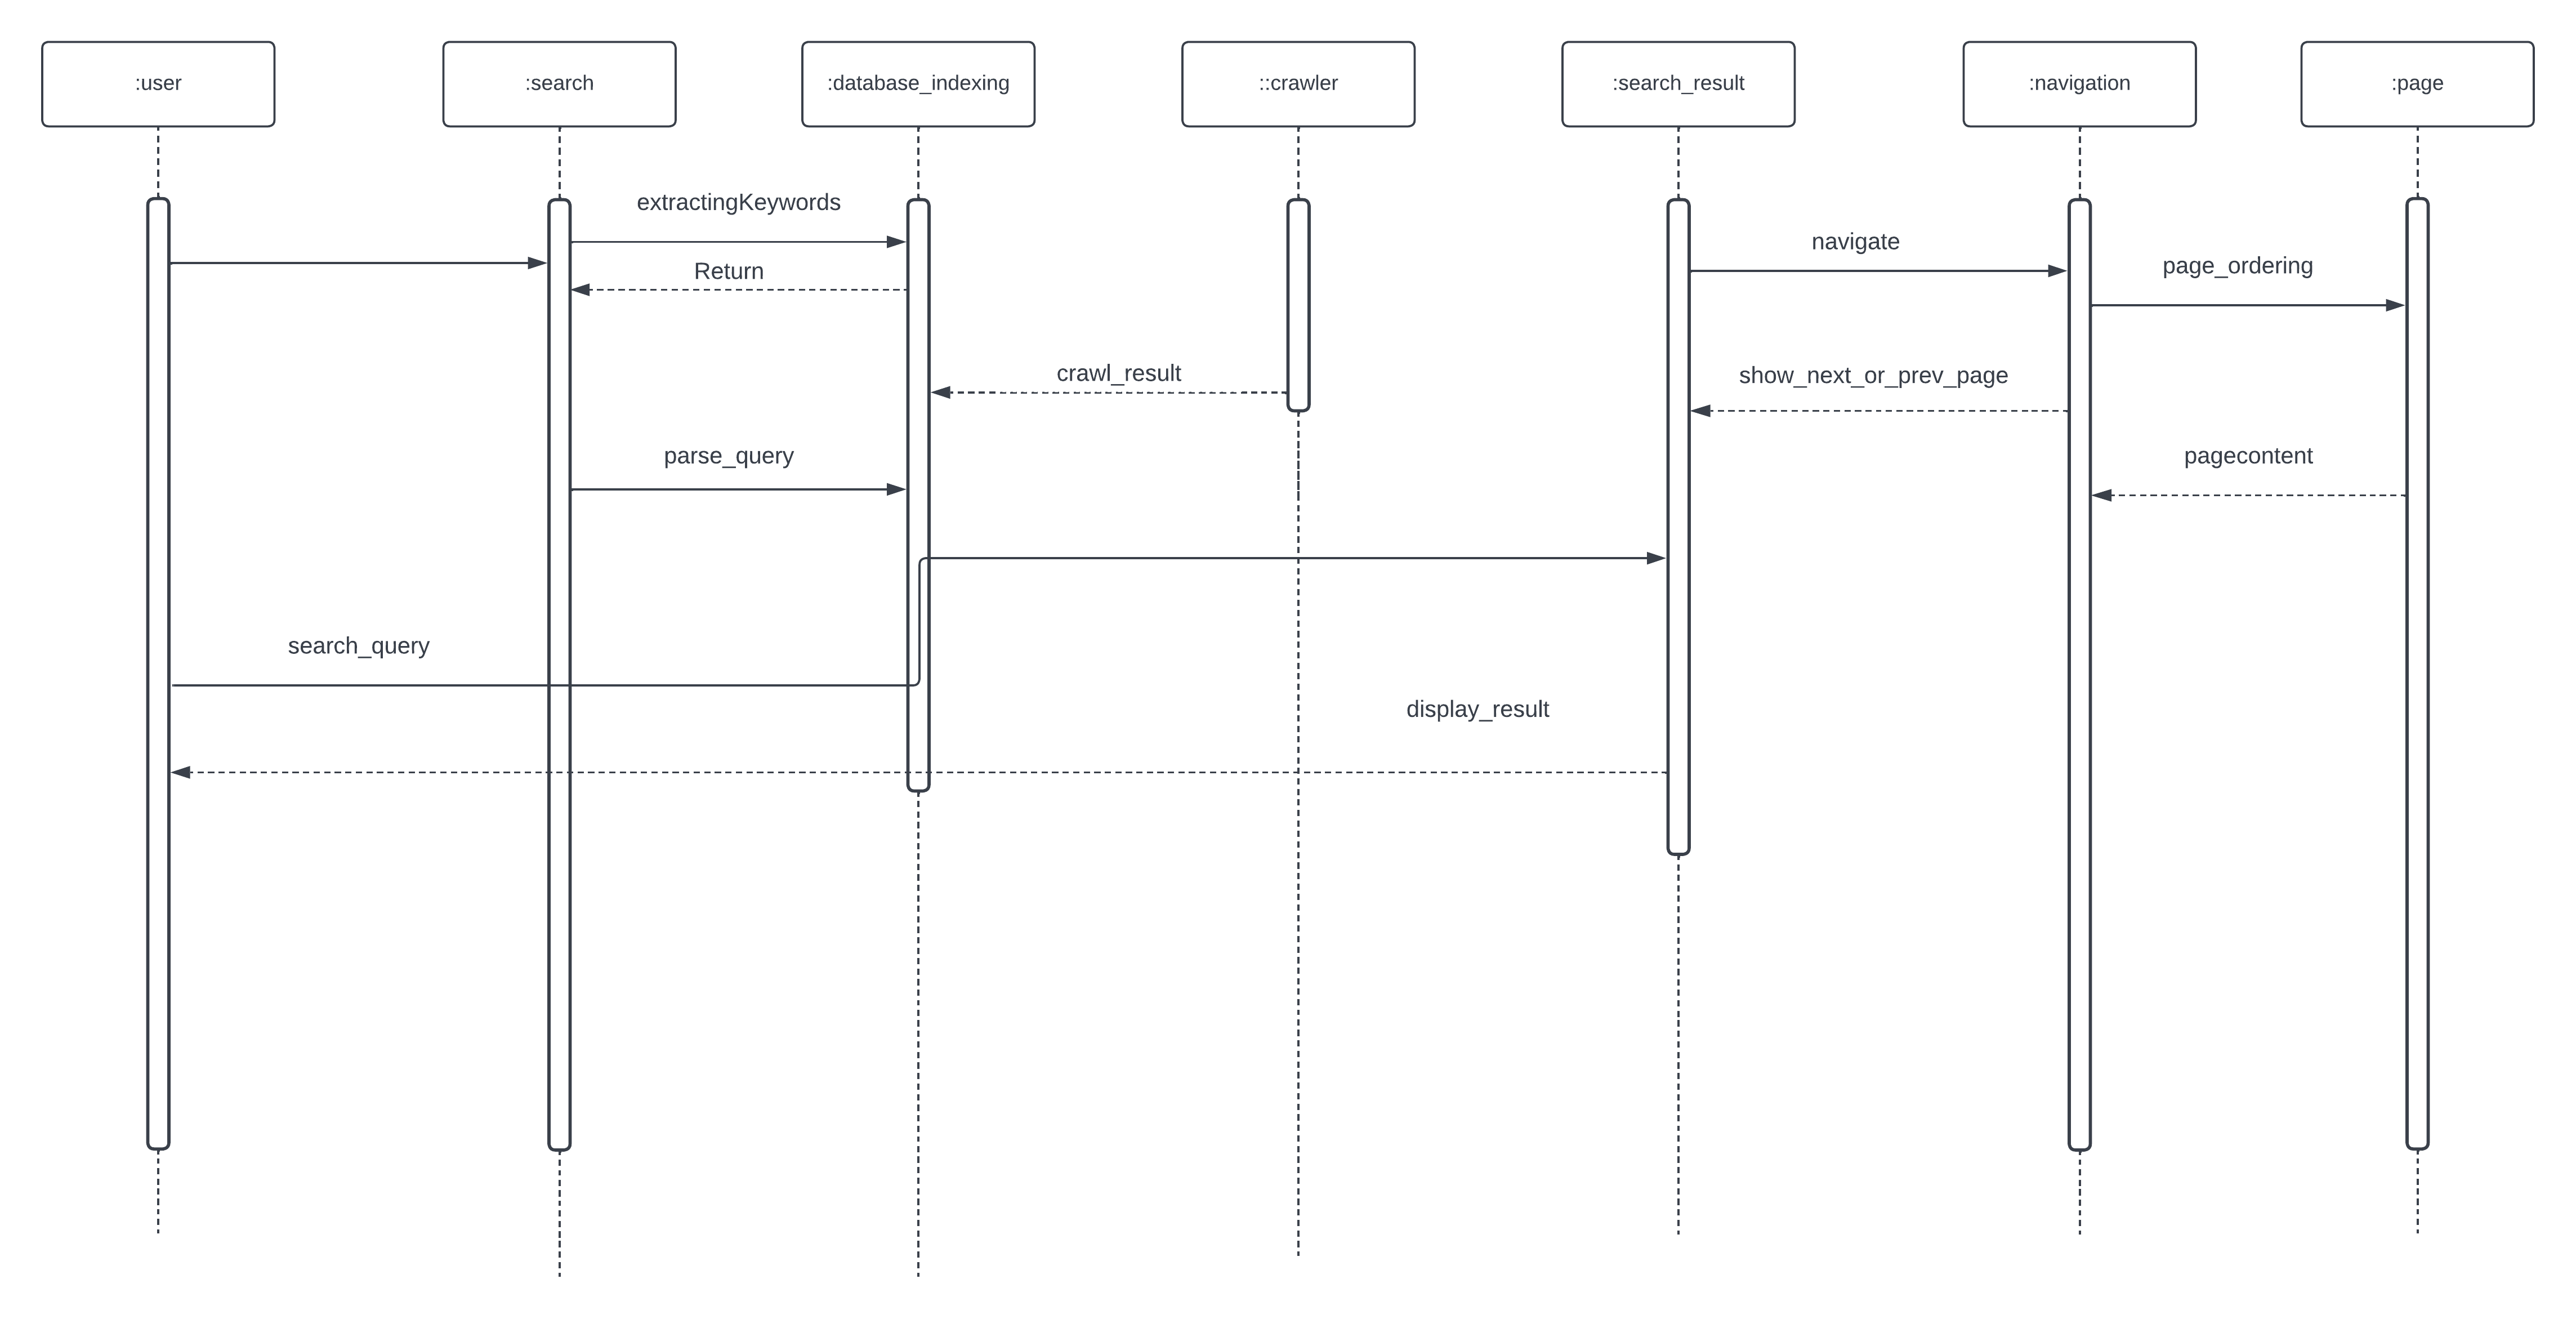 :user
:search
:database_indexing
::crawler
:search_result
:navigation
:page
extractingKeywords
navigate
page_ordering
Return
crawl_result
show_next_or_prev_page
parse_query
pagecontent
search_query
display_result